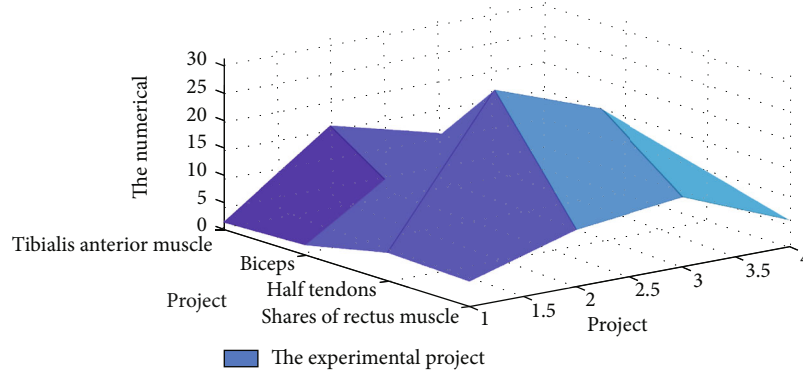 30
25
20
15
10
5
0
The numerical
Tibialis anterior muscle
Biceps
Half tendons
Shares of rectus muscle
Project
1
1.5
2
2.5
3
3.5
4
Project
The experimental project